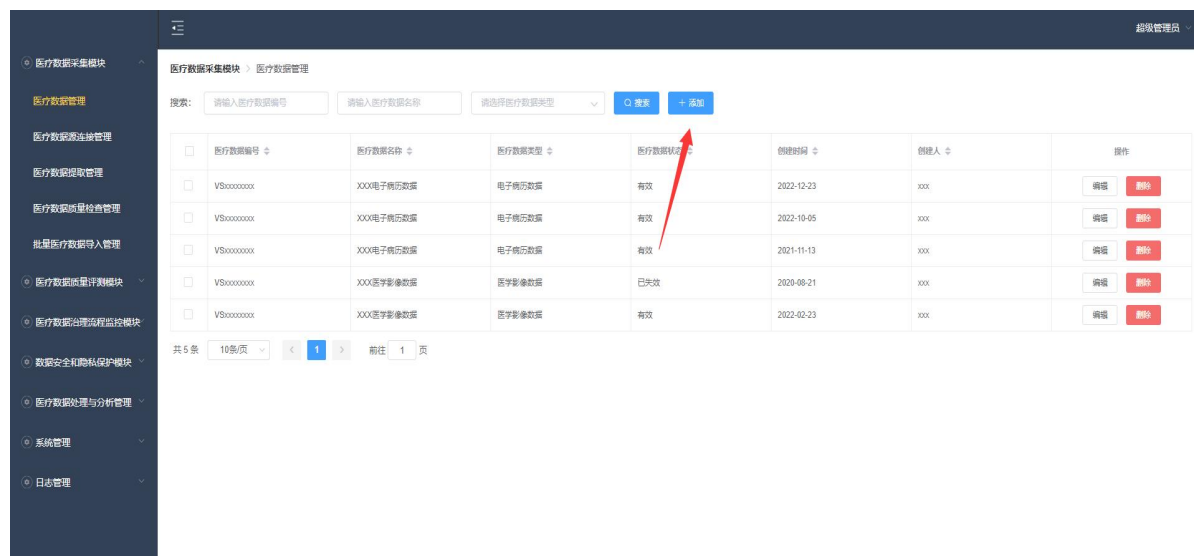 超级管理员
医疗数据采集模块
医疗数据管理
医疗数据源连接管理
医疗数据提取管理
医疗数据质量检查管理
批量医疗数据导入管理
医疗数据质量评测模块
医疗数据治理流程监控模块
数据安全和隐私保护模块
医疗数据处理与分析管理
系统管理
日志管理
医疗数据采集模块 > 医疗数据管理
搜索: 请输入医疗数据编号 请输入医疗数据名称 请选择医疗数据类型 搜索 + 添加
医疗数据编号 医疗数据名称 医疗数据类型 医疗数据状态 创建时间 创建人 操作
VSxxxxxxxx XXX电子病历数据 电子病历数据 有效 2022-12-23 xxx 编辑 删除
VSxxxxxxxx XXX电子病历数据 电子病历数据 有效 2022-10-05 xxx 编辑 删除
VSxxxxxxxx XXX电子病历数据 电子病历数据 有效 2021-11-13 xxx 编辑 删除
VSxxxxxxxx XXX医学影像数据 医学影像数据 已失效 2020-08-21 xxx 编辑 删除
VSxxxxxxxx XXX医学影像数据 医学影像数据 有效 2022-02-23 xxx 编辑 删除
共 5 条 10条/页 < 1 > 前往 1 页